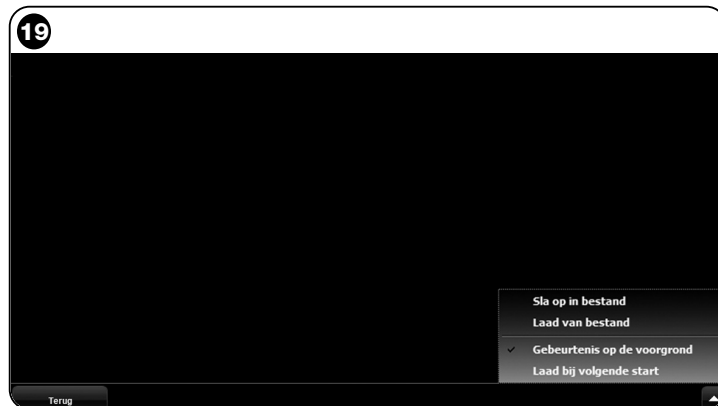 19
Sla op in bestand
Laad van bestand
Gebeurtenis op de voorgrond
Laad bij volgende start
Terug